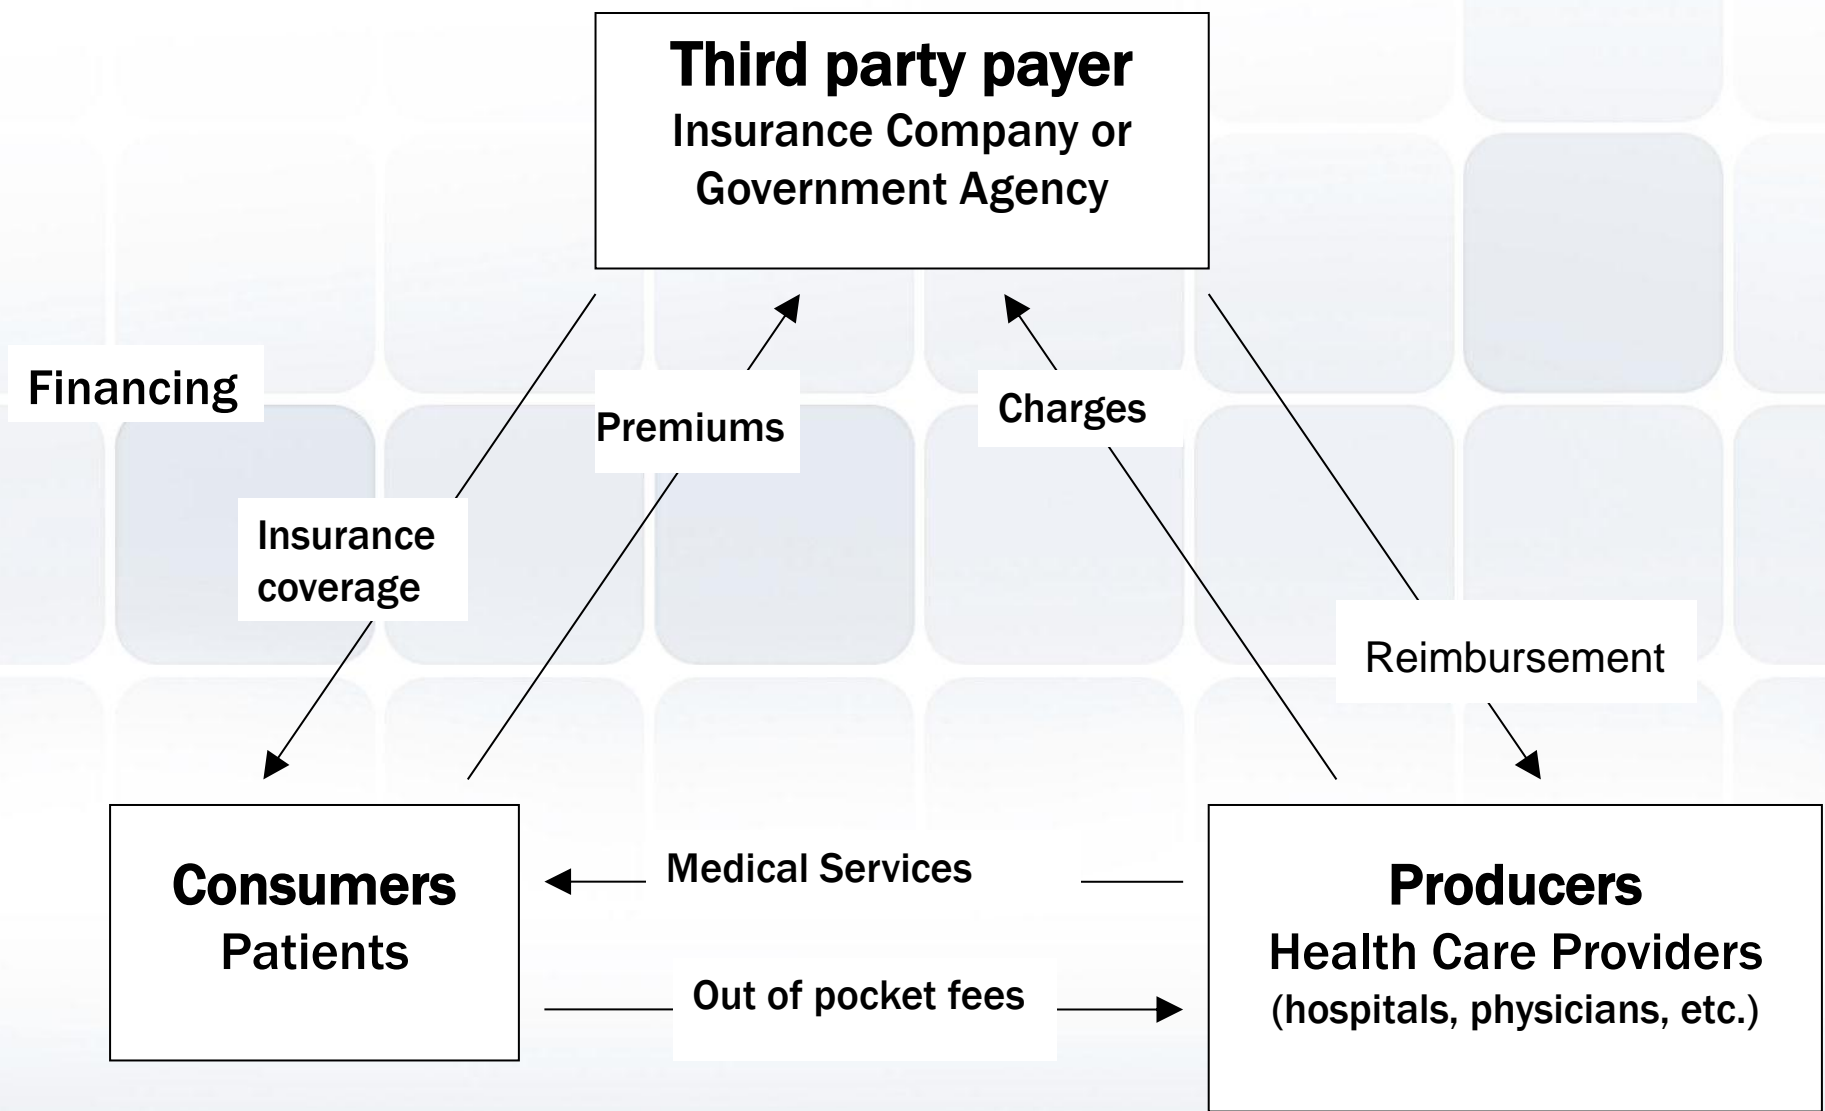 Third party payer
Insurance Company or
Government Agency
Financing
Premiums
Charges
Insurance
coverage
Reimbursement
Consumers
Patients
Medical Services
Out of pocket fees
Producers
Health Care Providers
(hospitals, physicians, etc.)